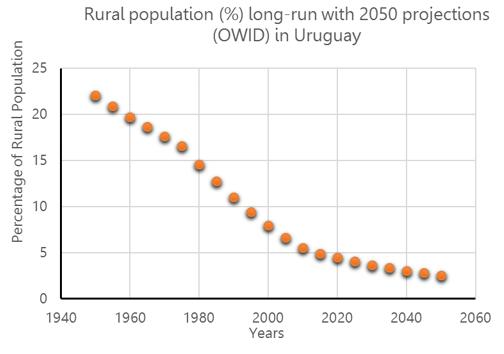 Rural population (%) long-run with 2050 projections
(OWID) in Uruguay
Percentage of Rural Population
25
20
15
10
5
0
1940 1960 1980 2000 2020 2040 2060
Years